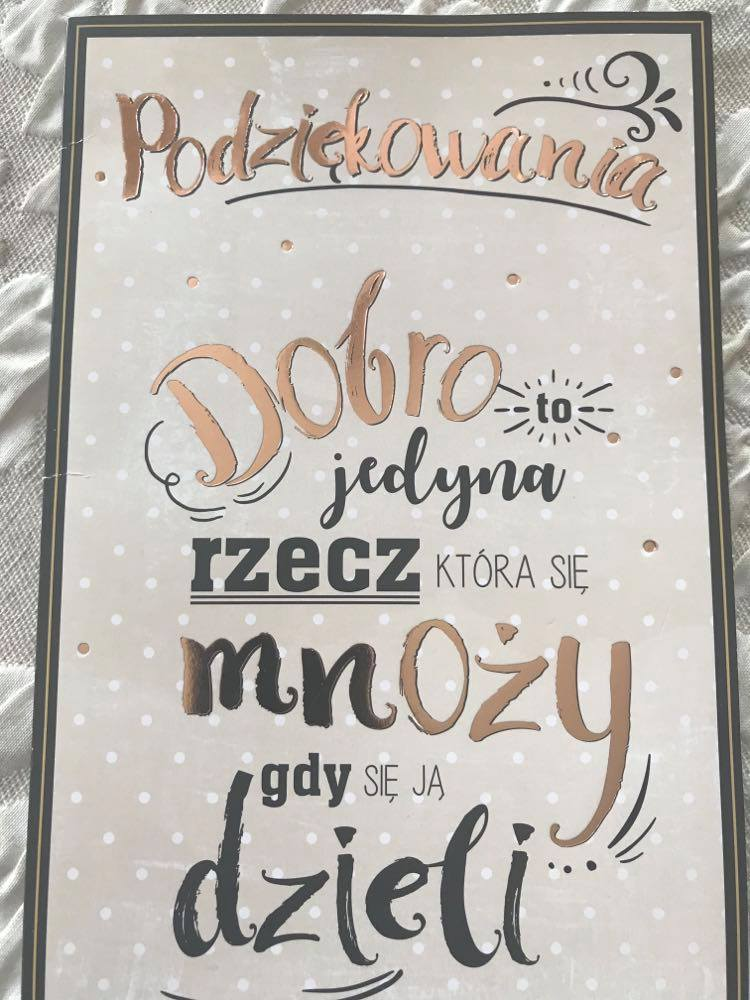 Podziękowania
Dobro to
jedyna
rzecz KTÓRA SIĘ
mnOży
gdy SIĘ JĄ
dzieli